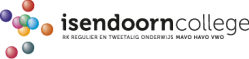 isendoorncollege
RK REGULIER EN TWEETALIG ONDERWIJS MAVO HAVO VWO